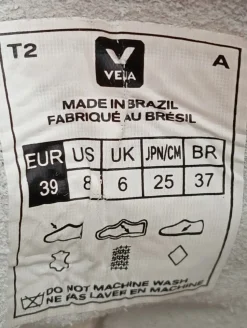 T2
VEJA
A
MADE IN BRAZIL
FABRIQUÉ AU BRÉSIL
EUR US UK JPN/CM BR
39 8 6 25 37
DO NOT MACHINE WASH
NE PAS LAVER EN MACHINE